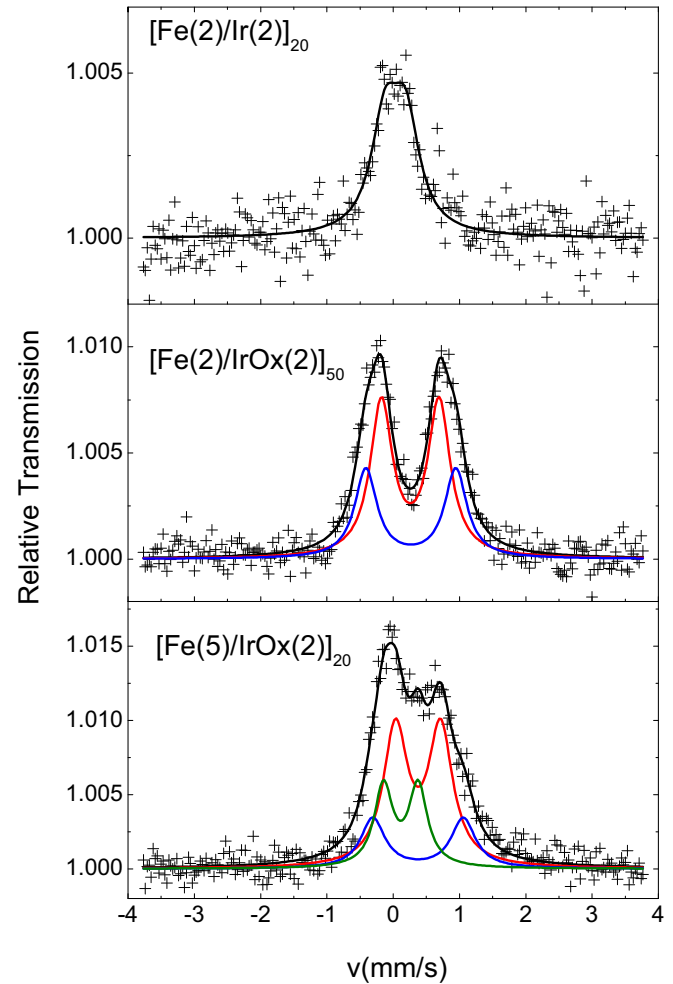 [Fe(2)/Ir(2)]20
1.005
1.000
[Fe(2)/IrOx(2)]50
1.010
1.005
1.000
[Fe(5)/IrOx(2)]20
1.015
1.010
1.005
1.000
Relative Transmission
-4 -3 -2 -1 0 1 2 3 4
v(mm/s)